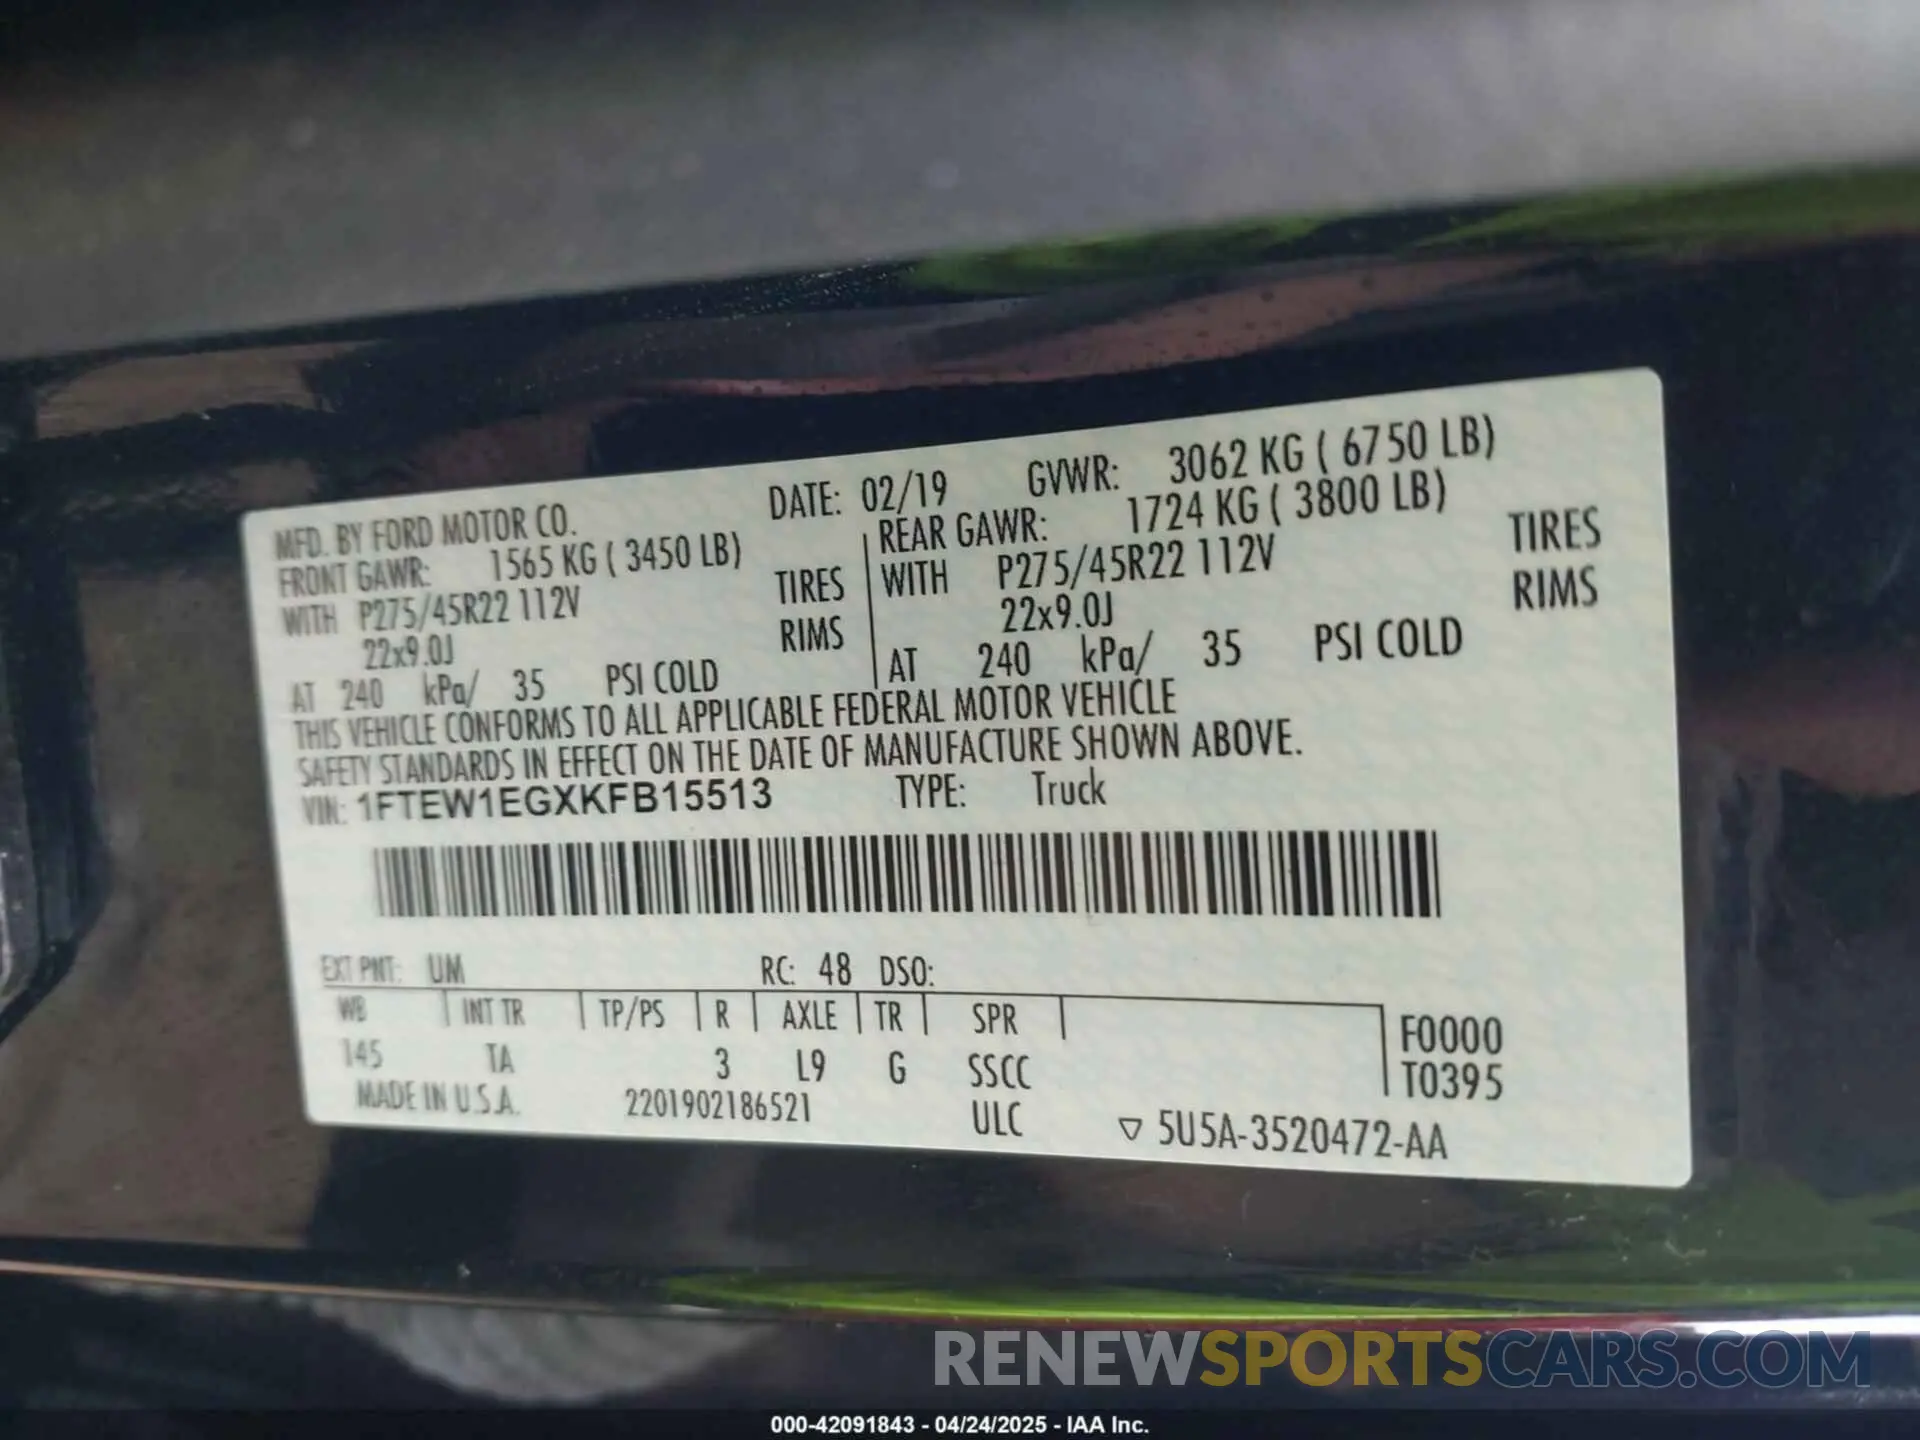 MFD. BY FORD MOTOR CO. DATE: 02/19 GVWR: 3062 KG ( 6750 LB)
FRONT GAWR: 1565 KG ( 3450 LB) REAR GAWR: 1724 KG ( 3800 LB)
WITH P275/45R22 112V TIRES WITH P275/45R22 112V TIRES
22x9.0J RIMS 22x9.0J RIMS
AT 240 kPa/ 35 PSI COLD AT 240 kPa/ 35 PSI COLD
THIS VEHICLE CONFORMS TO ALL APPLICABLE FEDERAL MOTOR VEHICLE
SAFETY STANDARDS IN EFFECT ON THE DATE OF MANUFACTURE SHOWN ABOVE.
VIN: 1FTEW1EGXKFB15513 TYPE: Truck
EXT PNT: UM RC: 48 DSO:
WB INT TR TP/PS R AXLE TR SPR F0000
145 TA 3 L9 G SSCC T0395
MADE IN U.S.A. 2201902186521 ULC ▽ 5U5A-3520472-AA
RENEWSPORTSCARS.COM
000-42091843 - 04/24/2025 - IAA Inc.